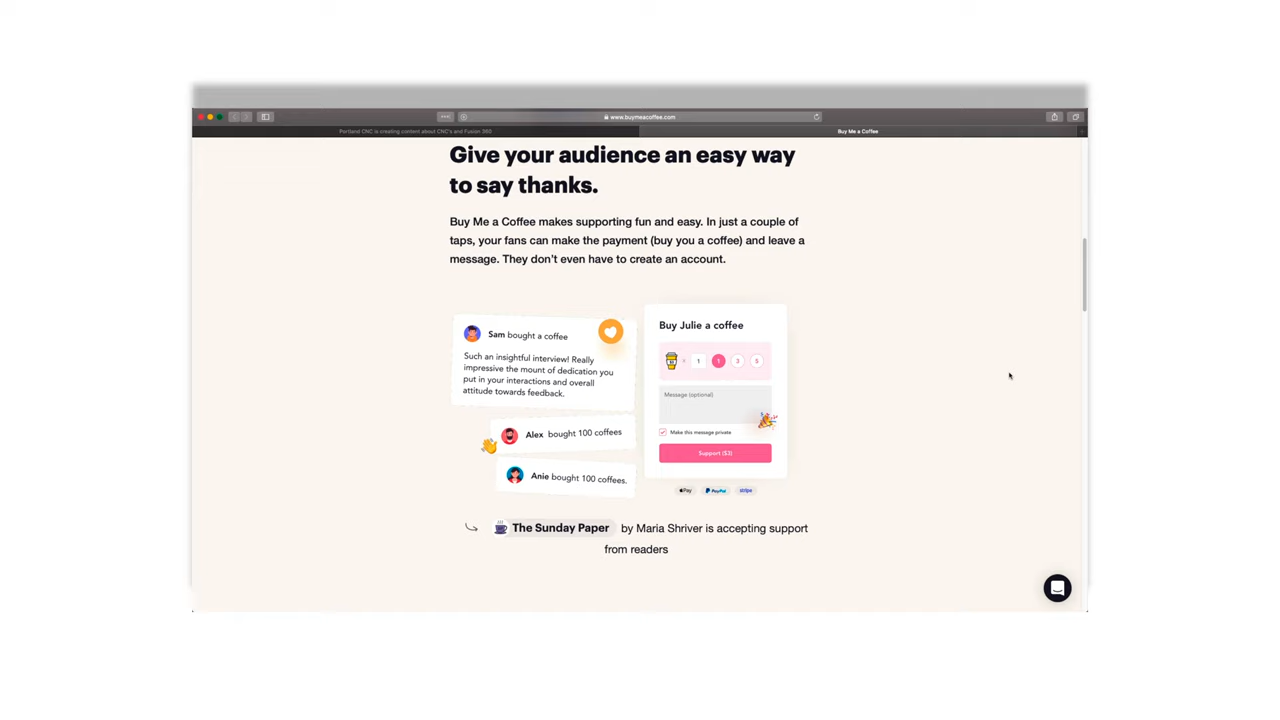 www.buymeacoffee.com
Portland CNC is creating content about CNC's and Fusion 360
Buy Me a Coffee
Give your audience an easy way
to say thanks.
Buy Me a Coffee makes supporting fun and easy. In just a couple of
taps, your fans can make the payment (buy you a coffee) and leave a
message. They don't even have to create an account.
Sam bought a coffee
Such an insightful interview! Really
impressive the mount of dedication you
put in your interactions and overall
attitude towards feedback.
Alex bought 100 coffees
Anie bought 100 coffees.
Buy Julie a coffee
1 1 3 5
Message (optional)
Make this message private
Support ($3)
Pay PayPal stripe
The Sunday Paper by Maria Shriver is accepting support
from readers